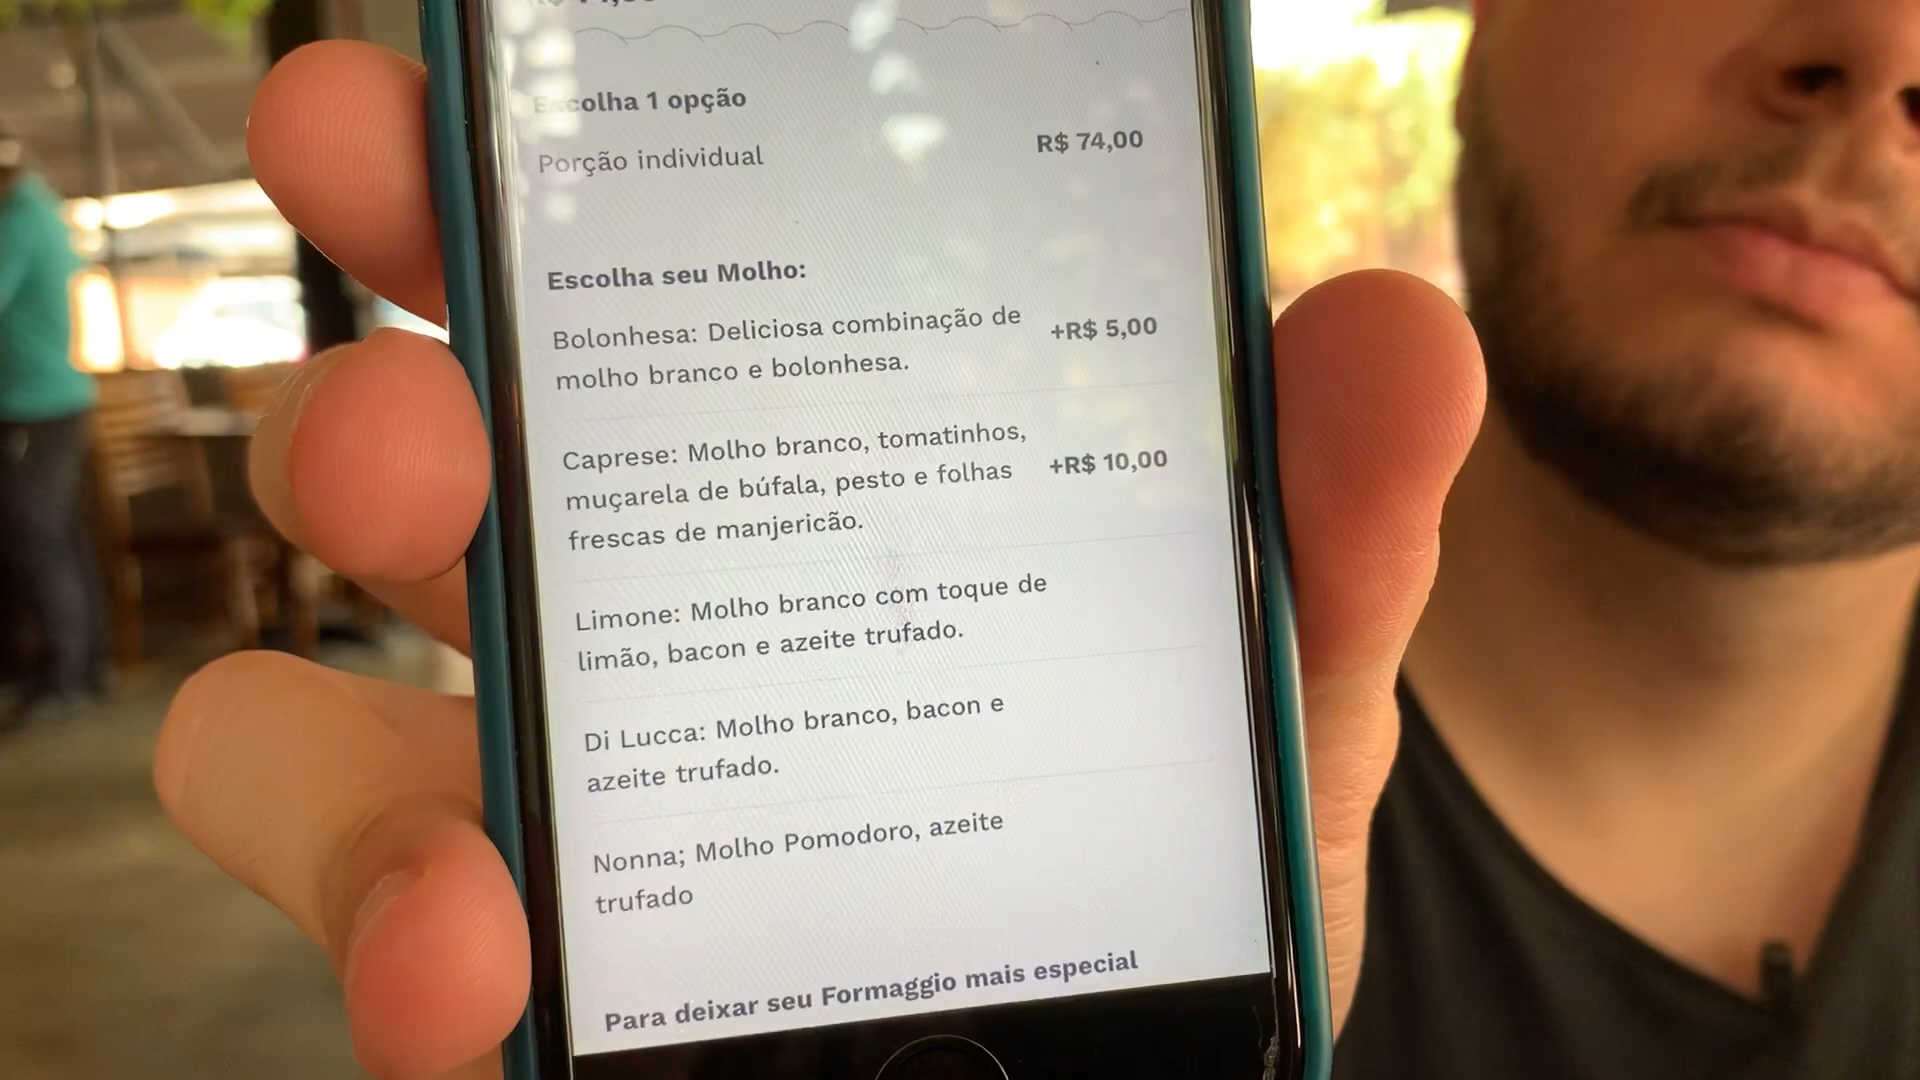 Escolha 1 opção
Porção individual
R$ 74,00
Escolha seu Molho:
Bolonhesa: Deliciosa combinação de
molho branco e bolonhesa.
+R$ 5,00
Caprese: Molho branco, tomatinhos,
muçarela de búfala, pesto e folhas
frescas de manjericão.
+R$ 10,00
Limone: Molho branco com toque de
limão, bacon e azeite trufado.
Di Lucca: Molho branco, bacon e
azeite trufado.
Nonna; Molho Pomodoro, azeite
trufado
Para deixar seu Formaggio mais especial